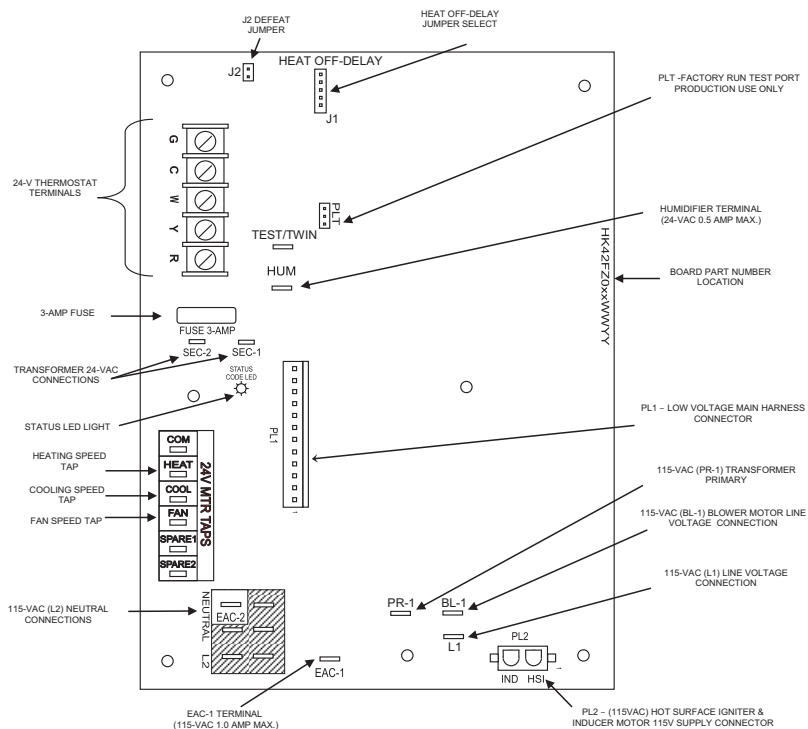 J2 DEFEAT
JUMPER
HEAT OFF-DELAY
JUMPER SELECT
J2
HEAT OFF-DELAY
J1
PLT -FACTORY RUN TEST PORT
PRODUCTION USE ONLY
24-V THERMOSTAT
TERMINALS
G
C
W
Y
R
PLT
TEST/TWIN
HUM
HUMIDIFIER TERMINAL
(24-VAC 0.5 AMP MAX.)
HK42FZ0xxWWYY
BOARD PART NUMBER
LOCATION
3-AMP FUSE
FUSE 3-AMP
SEC-2
SEC-1
TRANSFORMER 24-VAC
CONNECTIONS
STATUS
CODE LED
STATUS LED LIGHT
PL1
1
PL1 – LOW VOLTAGE MAIN HARNESS
CONNECTOR
COM
HEAT
COOL
FAN
SPARE1
SPARE2
24V MTR TAPS
HEATING SPEED
TAP
COOLING SPEED
TAP
FAN SPEED TAP
115-VAC (PR-1) TRANSFORMER
PRIMARY
115-VAC (BL-1) BLOWER MOTOR LINE
VOLTAGE CONNECTION
115-VAC (L1) LINE VOLTAGE
CONNECTION
115-VAC (L2) NEUTRAL
CONNECTIONS
NEUTRAL
L2
EAC-2
PR-1
BL-1
L1
PL2
1
IND
HSI
EAC-1
EAC-1 TERMINAL
(115-VAC 1.0 AMP MAX.)
PL2 – (115VAC) HOT SURFACE IGNITER &
INDUCER MOTOR 115V SUPPLY CONNECTOR